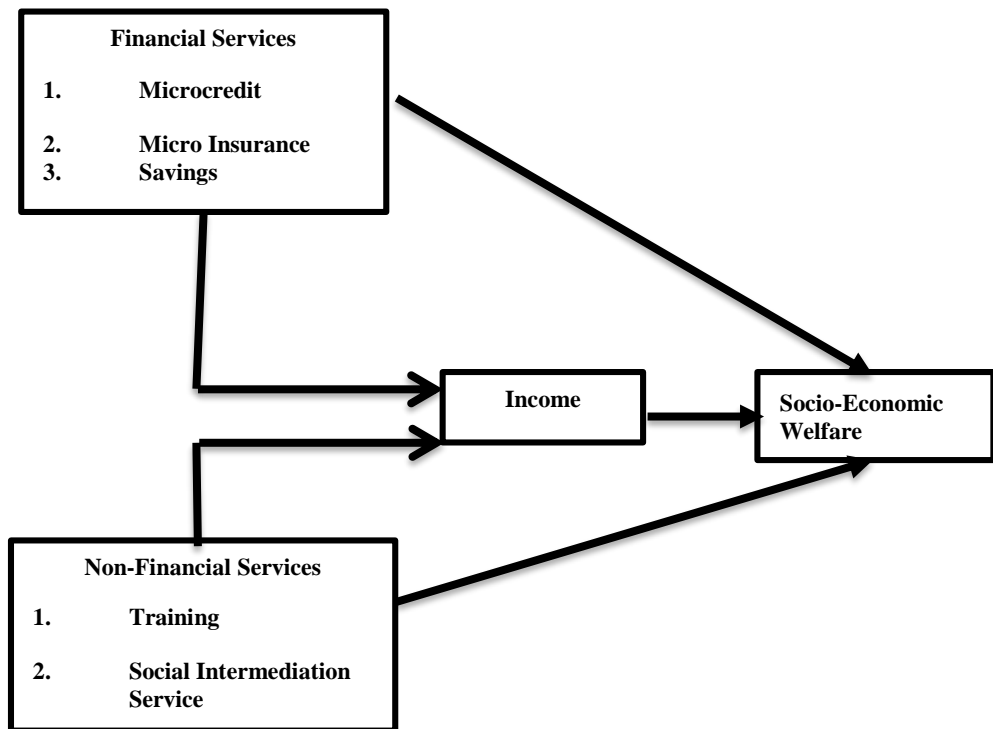 Financial Services
1. Microcredit
2. Micro Insurance
3. Savings
Income
Socio-Economic
Welfare
Non-Financial Services
1. Training
2. Social Intermediation
Service